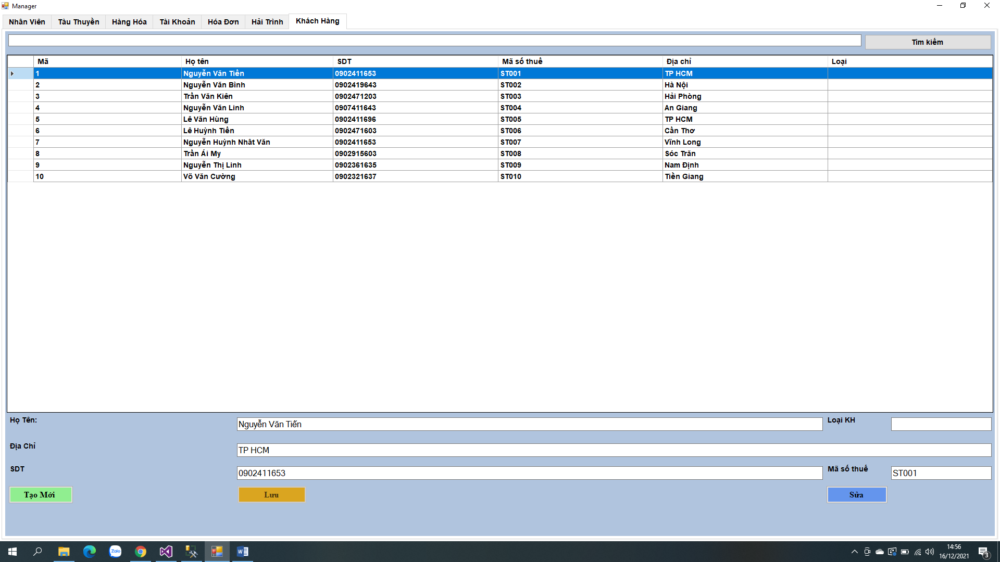 Manager
Nhân Viên Tàu Thuyền Hàng Hóa Tài Khoản Hóa Đơn Hải Trình Khách Hàng
Tìm kiếm
Mã Họ tên SDT Mã số thuế Địa chỉ Loại
1 Nguyễn Văn Tiến 0902411653 ST001 TP HCM
2 Nguyễn Văn Bình 0902419643 ST002 Hà Nội
3 Trần Văn Kiên 0902471203 ST003 Hải Phòng
4 Nguyễn Văn Linh 0907411643 ST004 An Giang
5 Lê Văn Hùng 0902411696 ST005 TP HCM
6 Lê Huỳnh Tiến 0902471603 ST006 Cần Thơ
7 Nguyễn Huỳnh Nhât Văn 0902411653 ST007 Vĩnh Long
8 Trần Ái My 0902915603 ST008 Sóc Trăn
9 Nguyễn Thị Linh 0902361635 ST009 Nam Định
10 Võ Văn Cường 0902321637 ST010 Tiền Giang
Họ Tên: Nguyễn Văn Tiến Loại KH
Địa Chỉ TP HCM
SDT 0902411653 Mã số thuế ST001
Tạo Mới Lưu Sửa
Zalo
14:56
16/12/2021
3